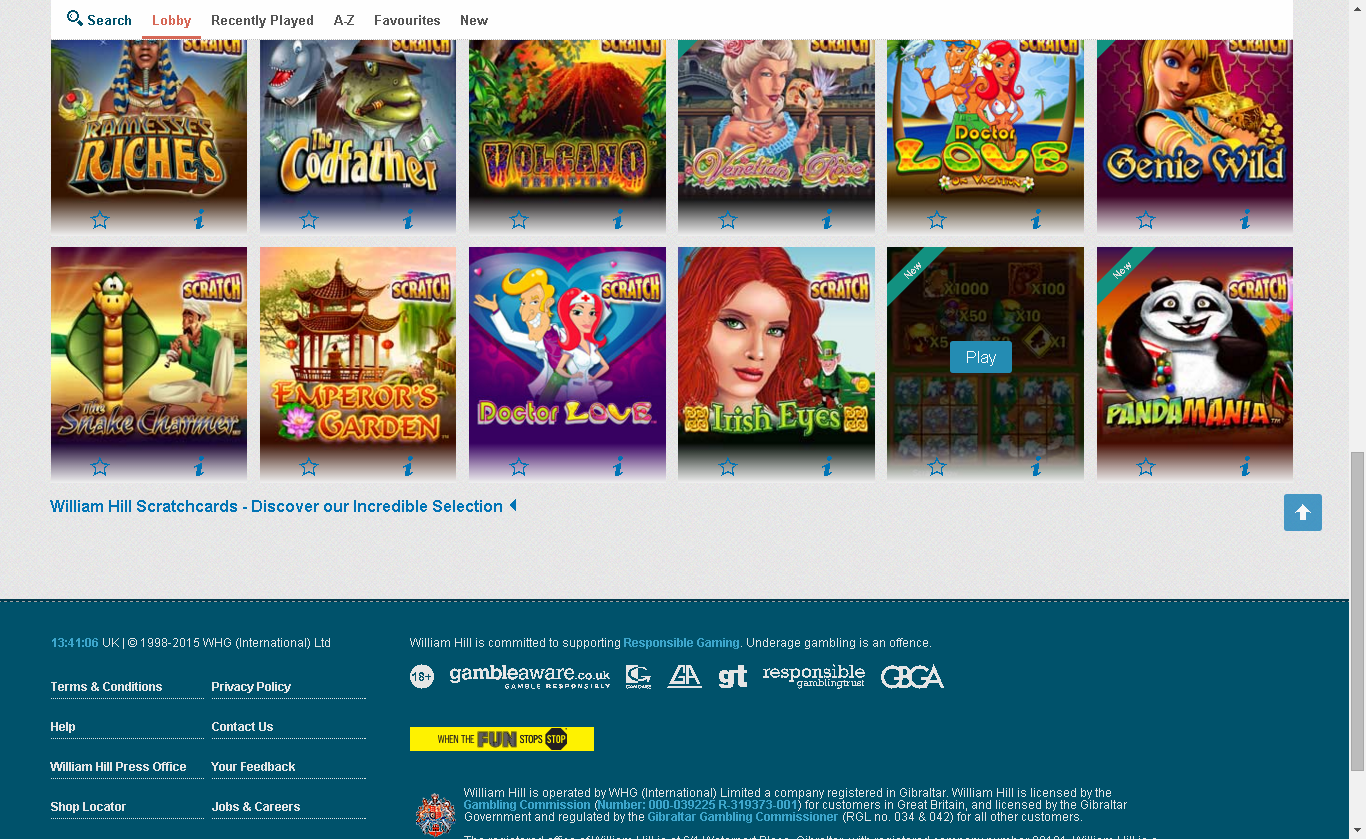 Search Lobby Recently Played A-Z Favourites New
SCRATCH SCRATCH SCRATCH SCRATCH SCRATCH SCRATCH
RAMESSES
RICHES
The
Codfather
VOLCANO
ERUPTION
Venetian Rose
Doctor
LOVE
ON VACATION
Genie Wild
SCRATCH
The
Snake Charmer
SCRATCH
EMPEROR'S
GARDEN
SCRATCH
Doctor LOVE
SCRATCH
Irish Eyes
New
X1000 X100
X50 X10
X5 X1
Play
New
SCRATCH
PANDAMANIA
William Hill Scratchcards - Discover our Incredible Selection
13:41:06 UK | © 1998-2015 WHG (International) Ltd
Terms & Conditions Privacy Policy
Help Contact Us
William Hill Press Office Your Feedback
Shop Locator Jobs & Careers
William Hill is committed to supporting Responsible Gaming. Underage gambling is an offence.
18+ gambleaware.co.uk GA gt responsible GBGA
GAMBLE RESPONSIBLY GAMCARE gamblingtrust
WHEN THE FUN STOPS STOP
William Hill is operated by WHG (International) Limited a company registered in Gibraltar. William Hill is licensed by the
Gambling Commission (Number: 000-039225 R-319373-001) for customers in Great Britain, and licensed by the Gibraltar
Government and regulated by the Gibraltar Gambling Commissioner (RGL no. 034 & 042) for all other customers.